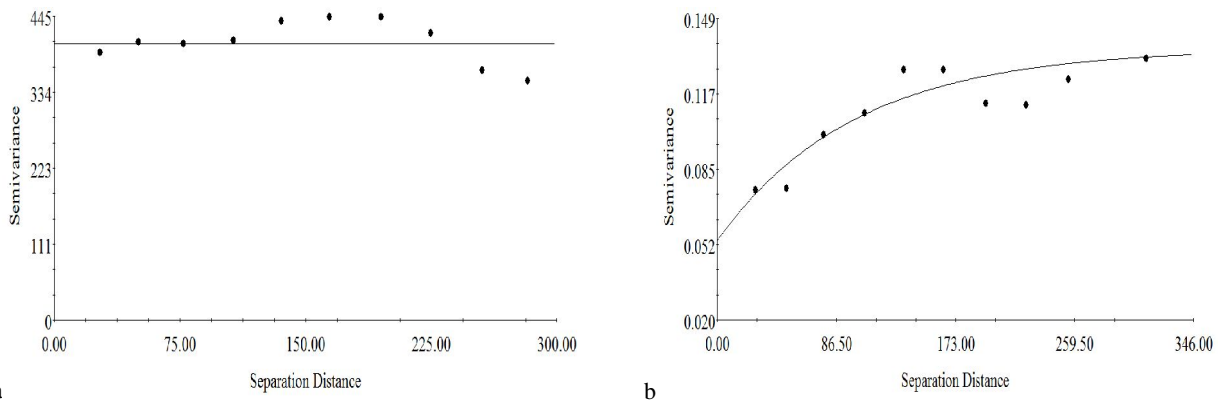 445
334
223
111
0
Semivariance
0.00 75.00 150.00 225.00 300.00
Separation Distance
0.149
0.117
0.085
0.052
0.020
Semivariance
0.00 86.50 173.00 259.50 346.00
Separation Distance
b